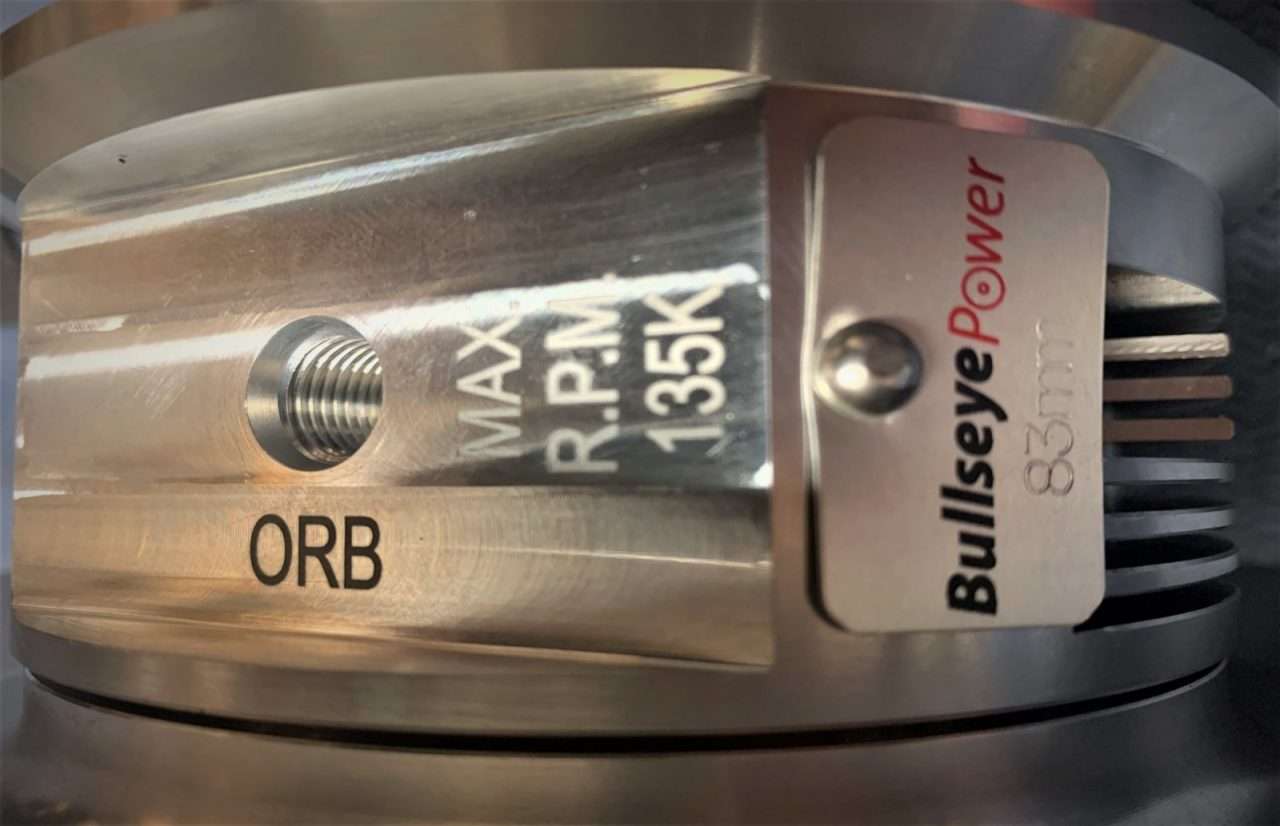 ORB
MAX.
R.P.M.
135K
BullseyePower
83mm